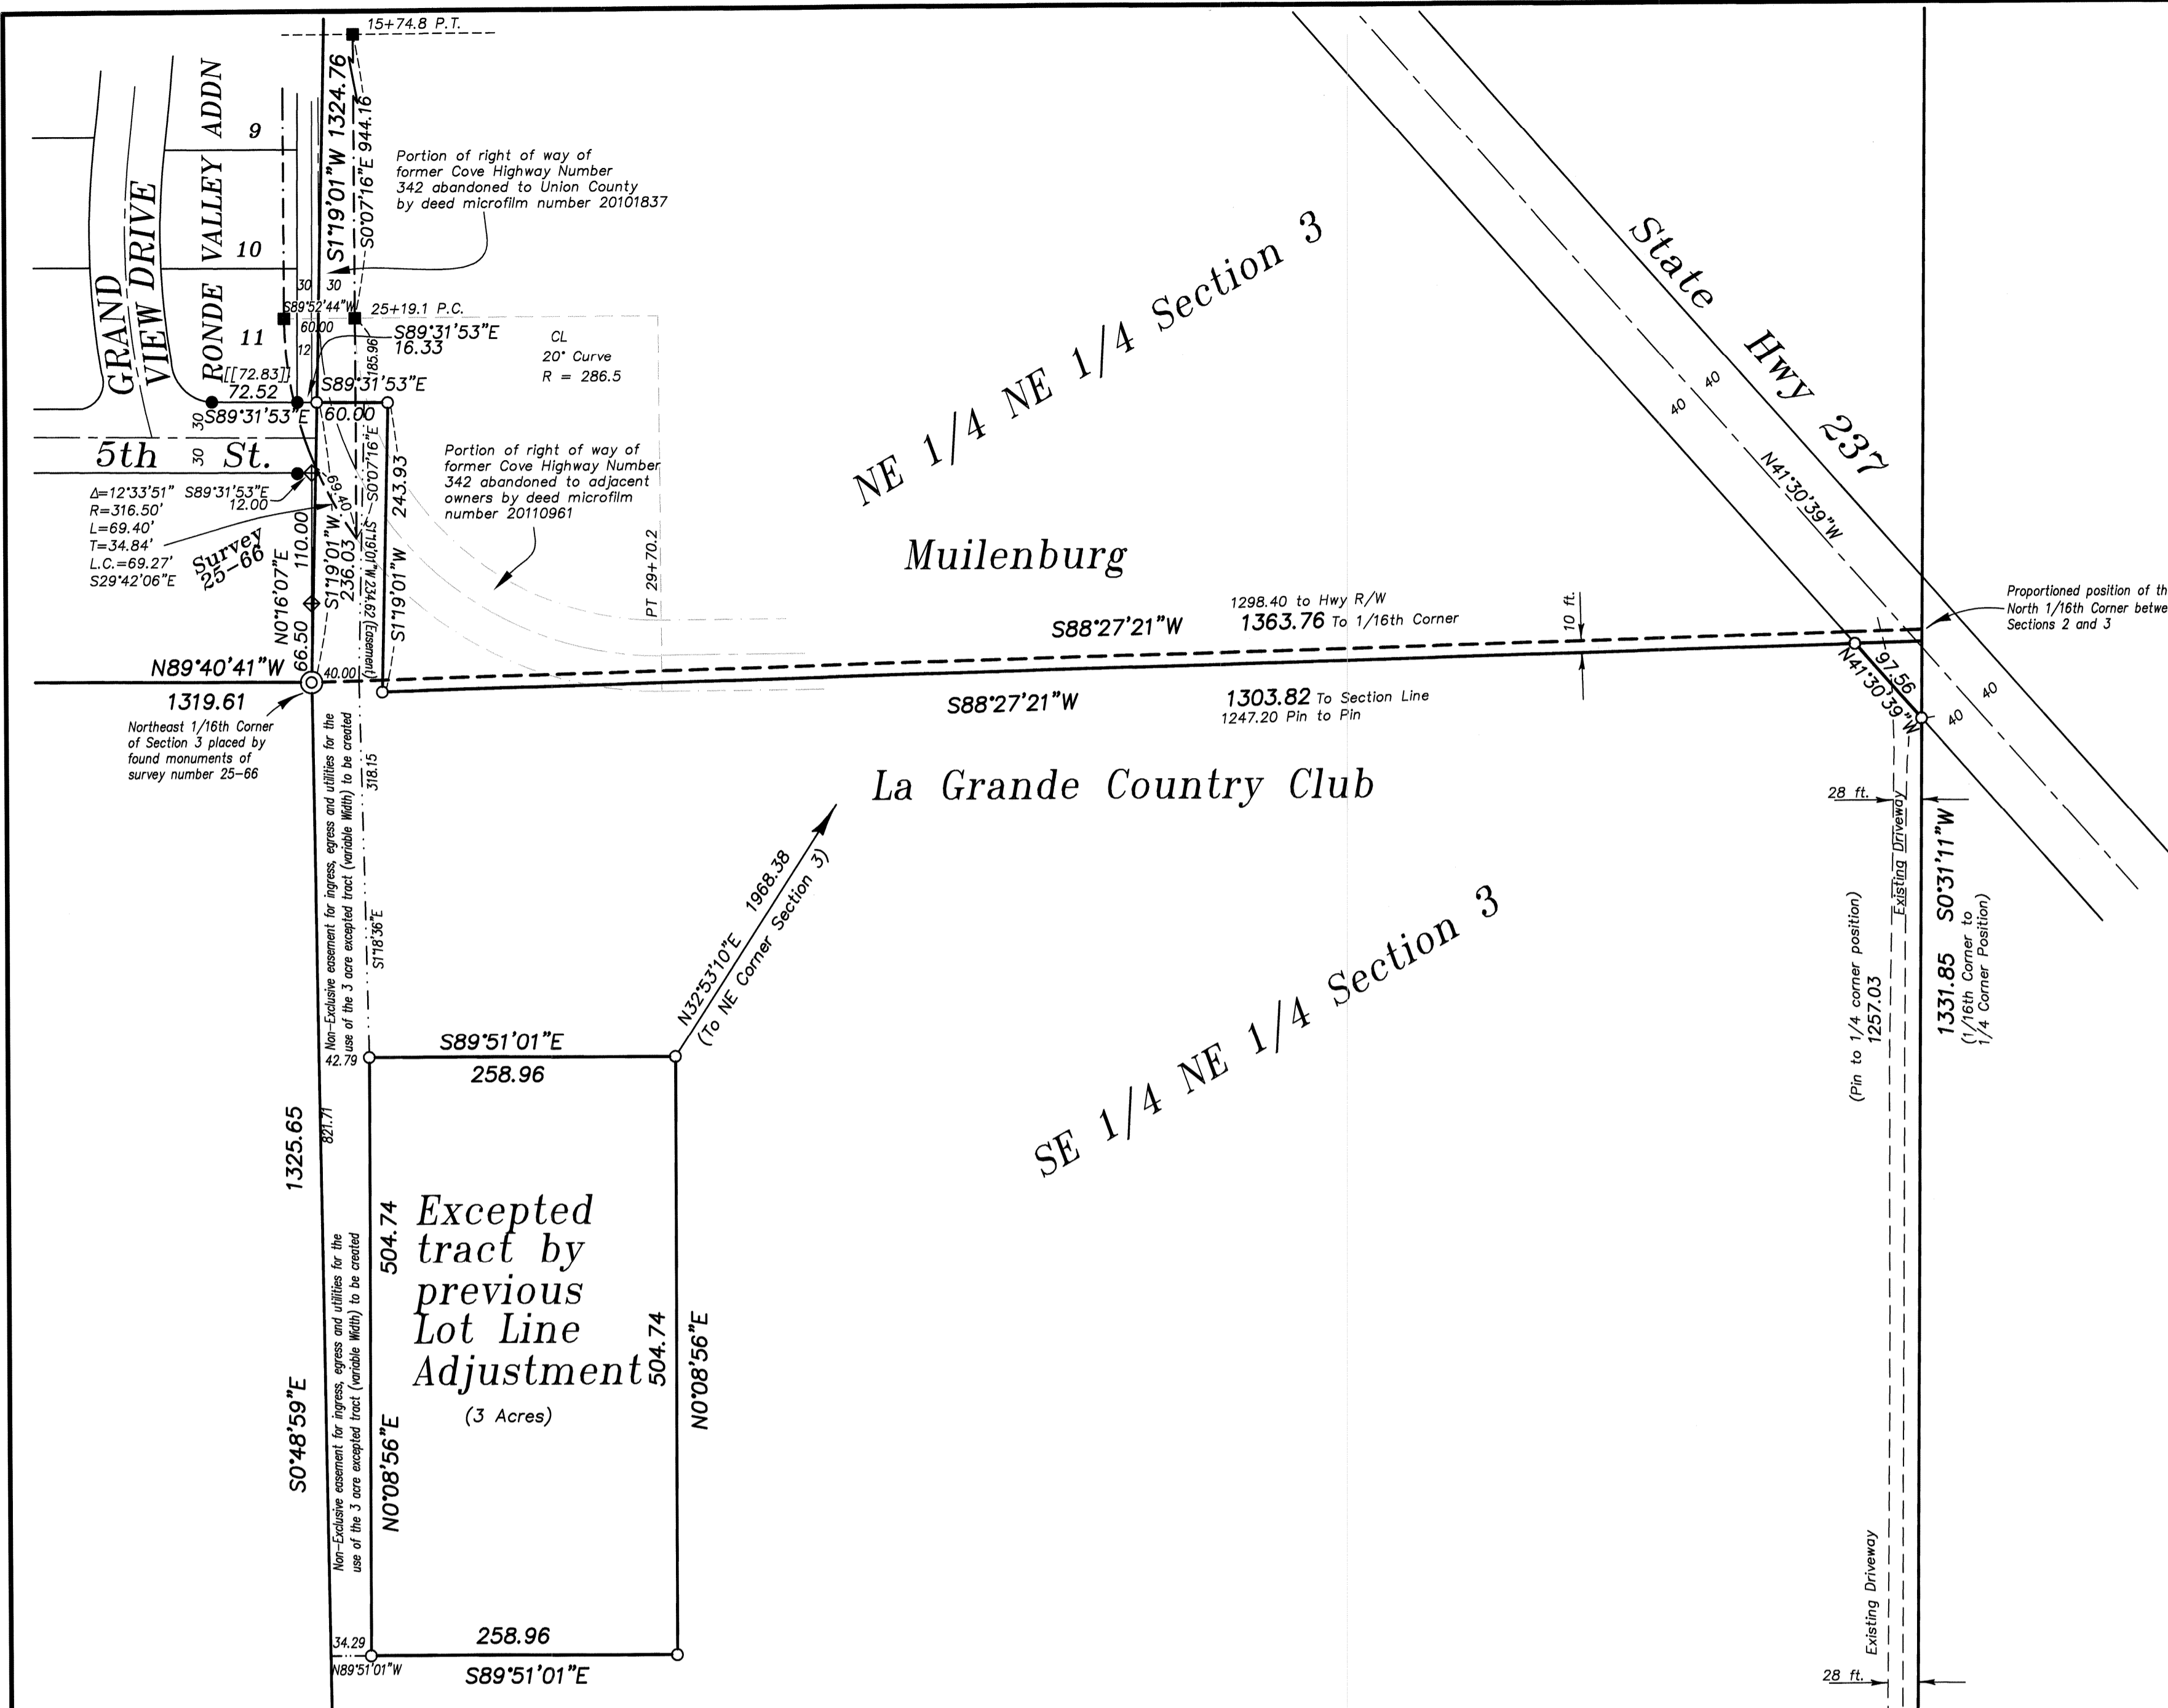 15+74.8 P.T.
S1°19'01"W 1324.76
S0°07'16"E 944.16
RONDE VALLEY ADDN
9
10
11
GRAND
VIEW DRIVE
Portion of right of way of
former Cove Highway Number
342 abandoned to Union County
by deed microfilm number 20101837
30
30
S89°52'44"W
60.00
12
25+19.1 P.C.
S89°31'53"E
16.33
185.96
CL
20° Curve
R = 286.5
[[72.83]]
72.52
S89°31'53"E
S89°31'53"E
60.00
30
30
5th St.
Δ=12°33'51"
R=316.50'
L=69.40'
T=34.84'
L.C.=69.27'
S29°42'06"E
S89°31'53"E
12.00
Survey
25-66
69.40
S0°07'16"E
243.93
S1°19'01"W
S1°19'01"W
236.03
S1°19'01"W 234.62 (Easement)
110.00
N0°16'07"E
66.50
Portion of right of way of
former Cove Highway Number
342 abandoned to adjacent
owners by deed microfilm
number 20110961
PT 29+70.2
NE 1/4 NE 1/4 Section 3
Muilenburg
State Hwy 237
40
40
N41°30'39"W
Proportioned position of th
North 1/16th Corner betwe
Sections 2 and 3
10 ft.
1298.40 to Hwy R/W
S88°27'21"W 1363.76 To 1/16th Corner
S88°27'21"W 1303.82 To Section Line
1247.20 Pin to Pin
97.56
N41°30'39"W
40
40
N89°40'41"W
1319.61
40.00
Northeast 1/16th Corner
of Section 3 placed by
found monuments of
survey number 25-66
La Grande Country Club
Non-Exclusive easement for ingress, egress and utilities for the
use of the 3 acre excepted tract (variable Width) to be created
318.15
S1°18'36"E
N32°53'10"E 1968.38
(To NE Corner Section 3)
28 ft.
Existing Driveway
S0°31'11"W
1331.85
(1/16th Corner to
1/4 Corner Position)
(Pin to 1/4 corner position)
1257.03
SE 1/4 NE 1/4 Section 3
42.79
S89°51'01"E
258.96
1325.65
821.71
S0°48'59"E
Non-Exclusive easement for ingress, egress and utilities for the
use of the 3 acre excepted tract (variable Width) to be created
504.74
N0°08'56"E
Excepted
tract by
previous
Lot Line
Adjustment
(3 Acres)
504.74
N0°08'56"E
Existing Driveway
28 ft.
34.29
N89°51'01"W
258.96
S89°51'01"E